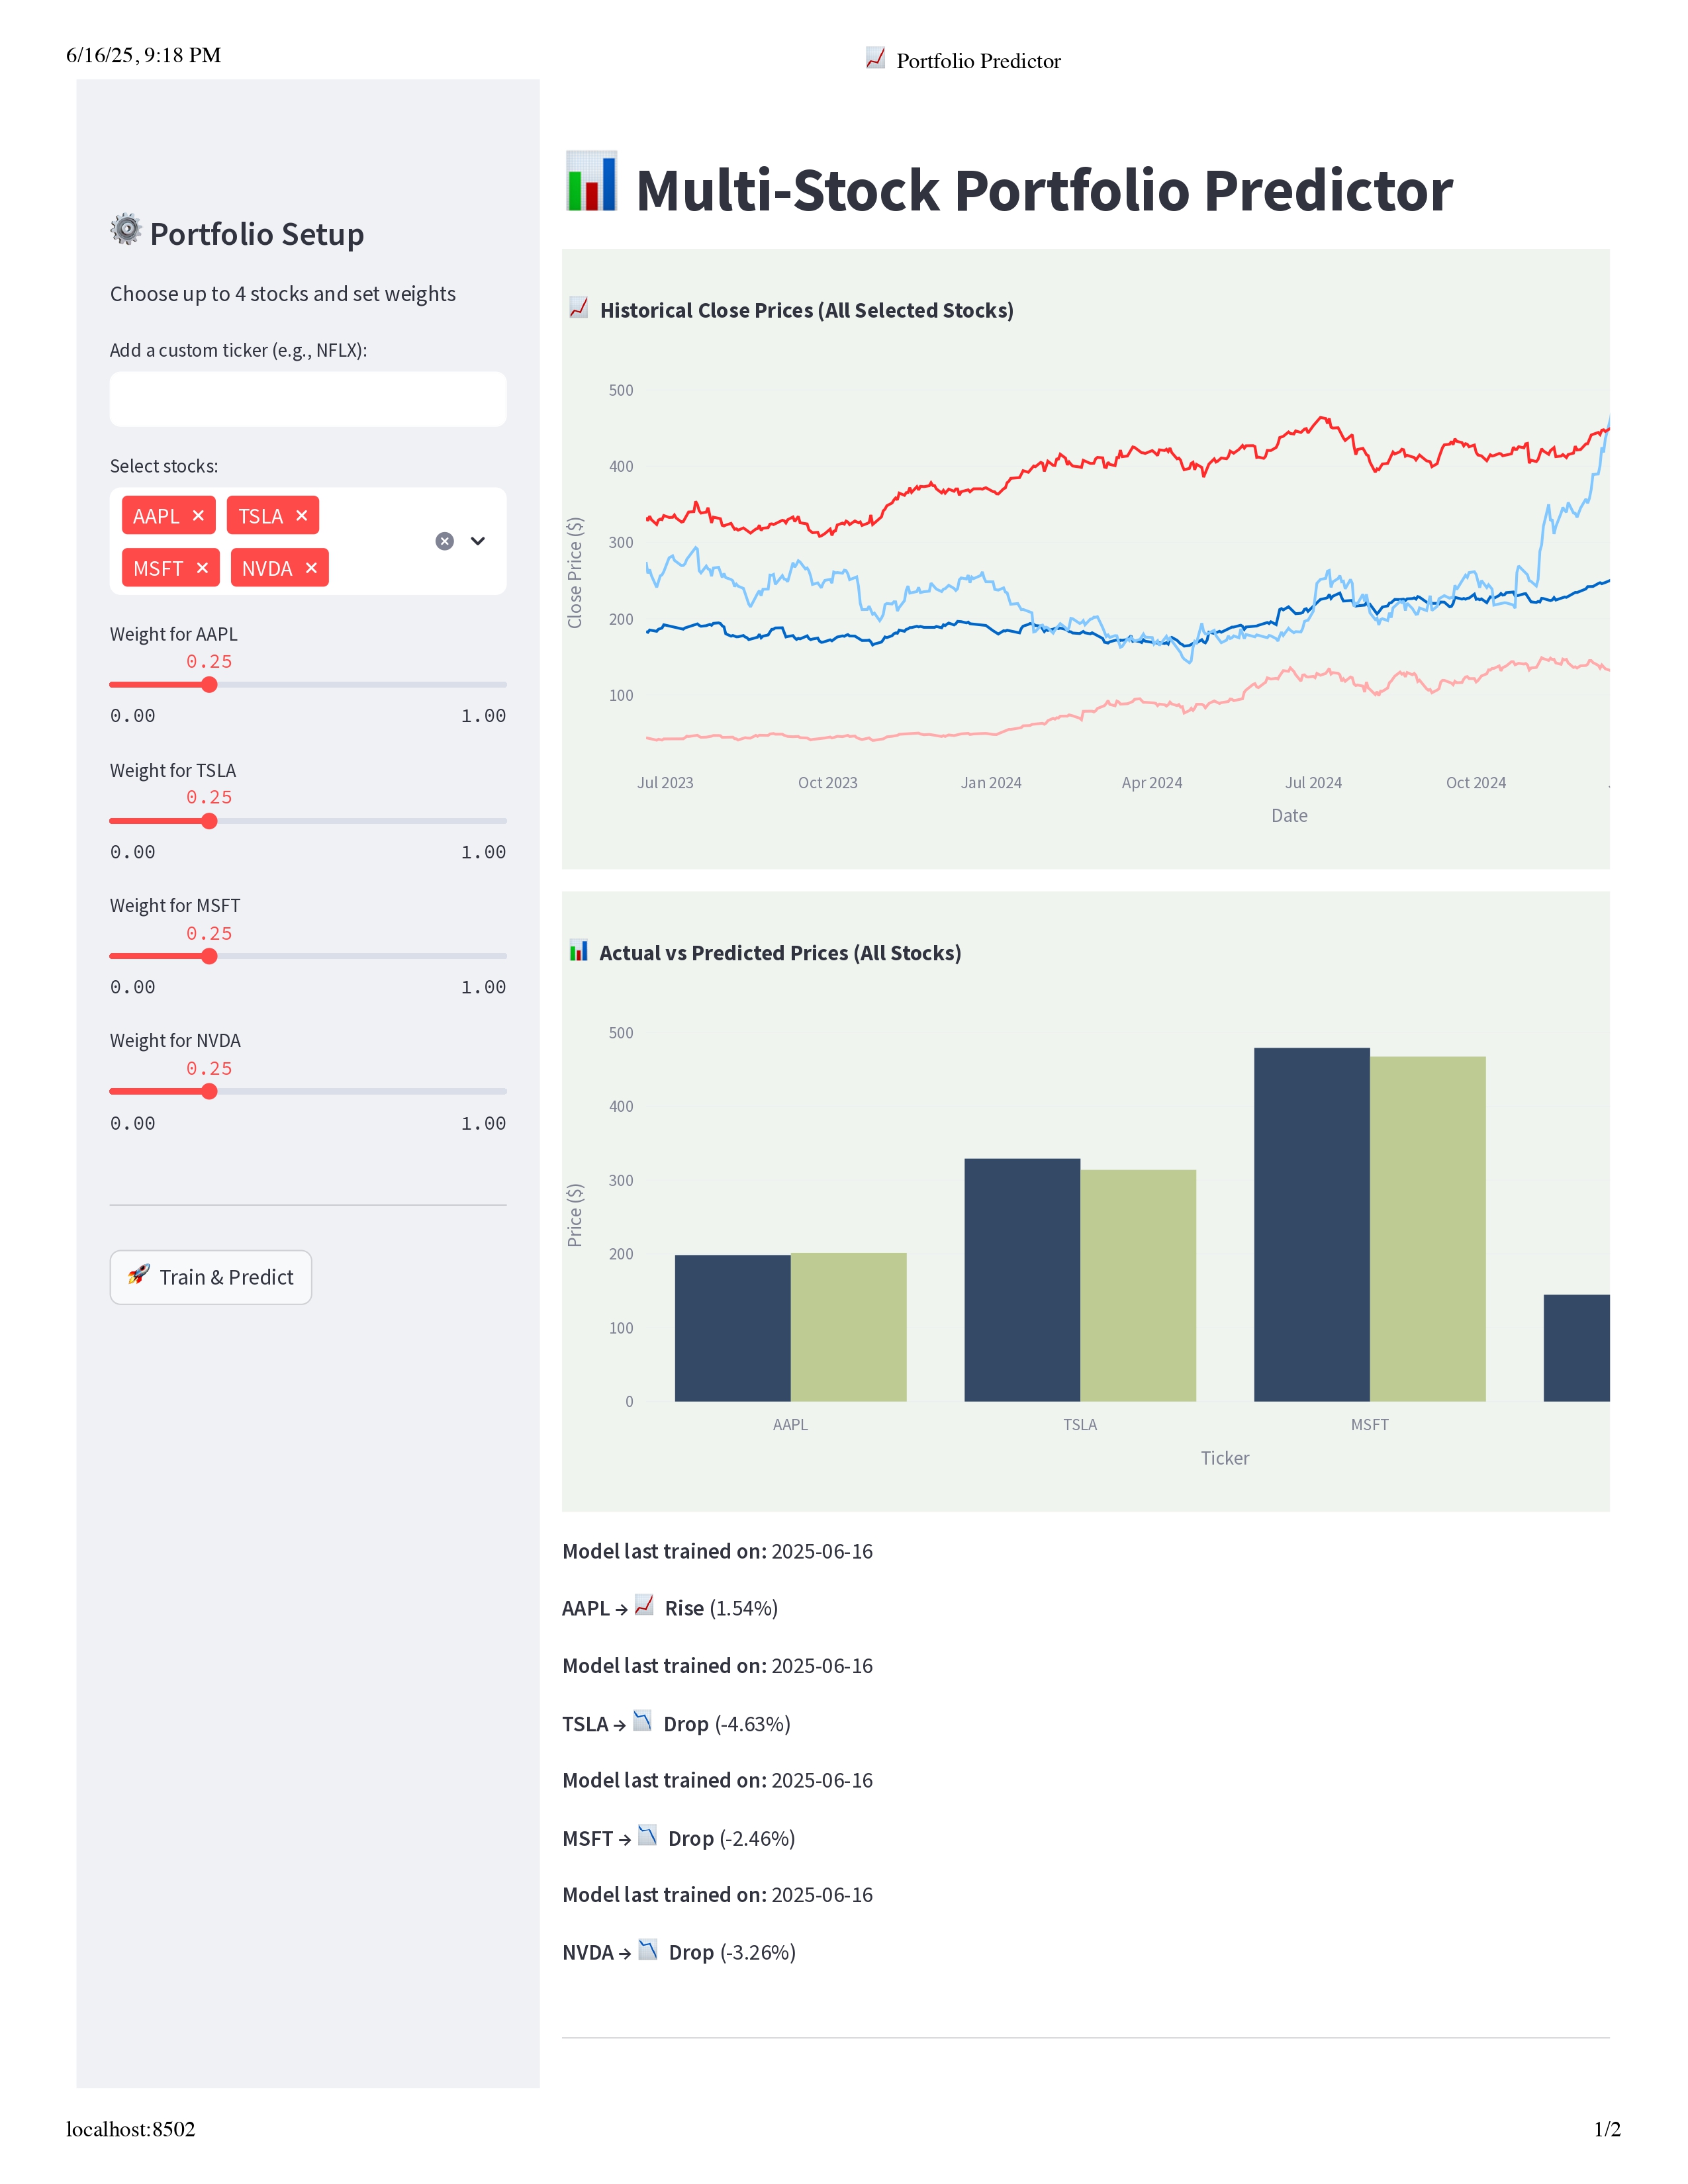 6/16/25, 9:18 PM
Portfolio Predictor
Portfolio Setup
Choose up to 4 stocks and set weights
Add a custom ticker (e.g., NFLX):
Select stocks:
AAPL ×
TSLA ×
MSFT ×
NVDA ×
Weight for AAPL
0.25
0.00 1.00
Weight for TSLA
0.25
0.00 1.00
Weight for MSFT
0.25
0.00 1.00
Weight for NVDA
0.25
0.00 1.00
Train & Predict
Multi-Stock Portfolio Predictor
Historical Close Prices (All Selected Stocks)
500
400
300
200
100
Close Price ($)
Jul 2023 Oct 2023 Jan 2024 Apr 2024 Jul 2024 Oct 2024
Date
Actual vs Predicted Prices (All Stocks)
500
400
300
200
100
0
Price ($)
AAPL TSLA MSFT
Ticker
Model last trained on: 2025-06-16
AAPL → Rise (1.54%)
Model last trained on: 2025-06-16
TSLA → Drop (-4.63%)
Model last trained on: 2025-06-16
MSFT → Drop (-2.46%)
Model last trained on: 2025-06-16
NVDA → Drop (-3.26%)
localhost:8502
1/2